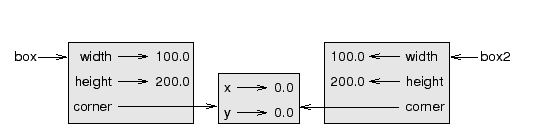 box width 100.0 100.0 width box2
height 200.0 200.0 height
x 0.0
corner corner
y 0.0